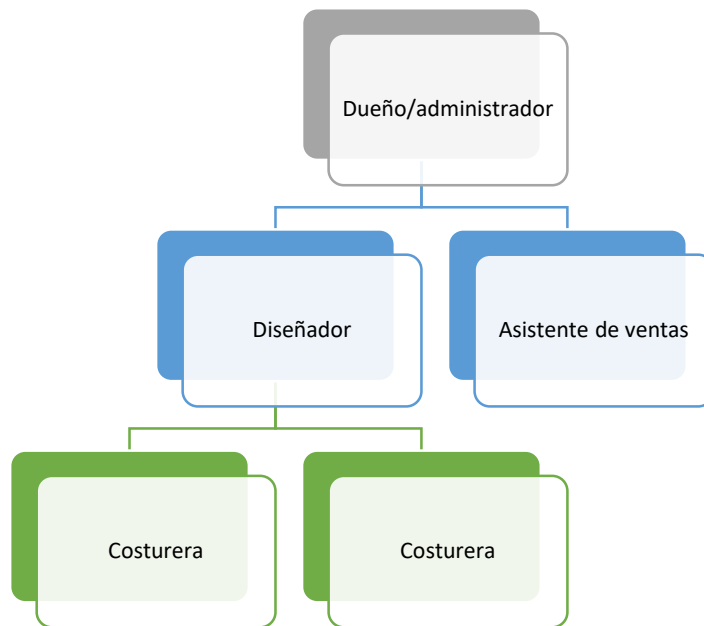 Dueño/administrador
Diseñador
Asistente de ventas
Costurera
Costurera